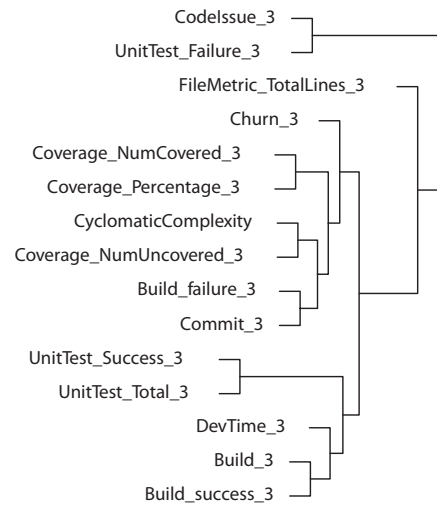 CodeIssue_3
UnitTest_Failure_3
FileMetric_TotalLines_3
Churn_3
Coverage_NumCovered_3
Coverage_Percentage_3
CyclomaticComplexity
Coverage_NumUncovered_3
Build_failure_3
Commit_3
UnitTest_Success_3
UnitTest_Total_3
DevTime_3
Build_3
Build_success_3